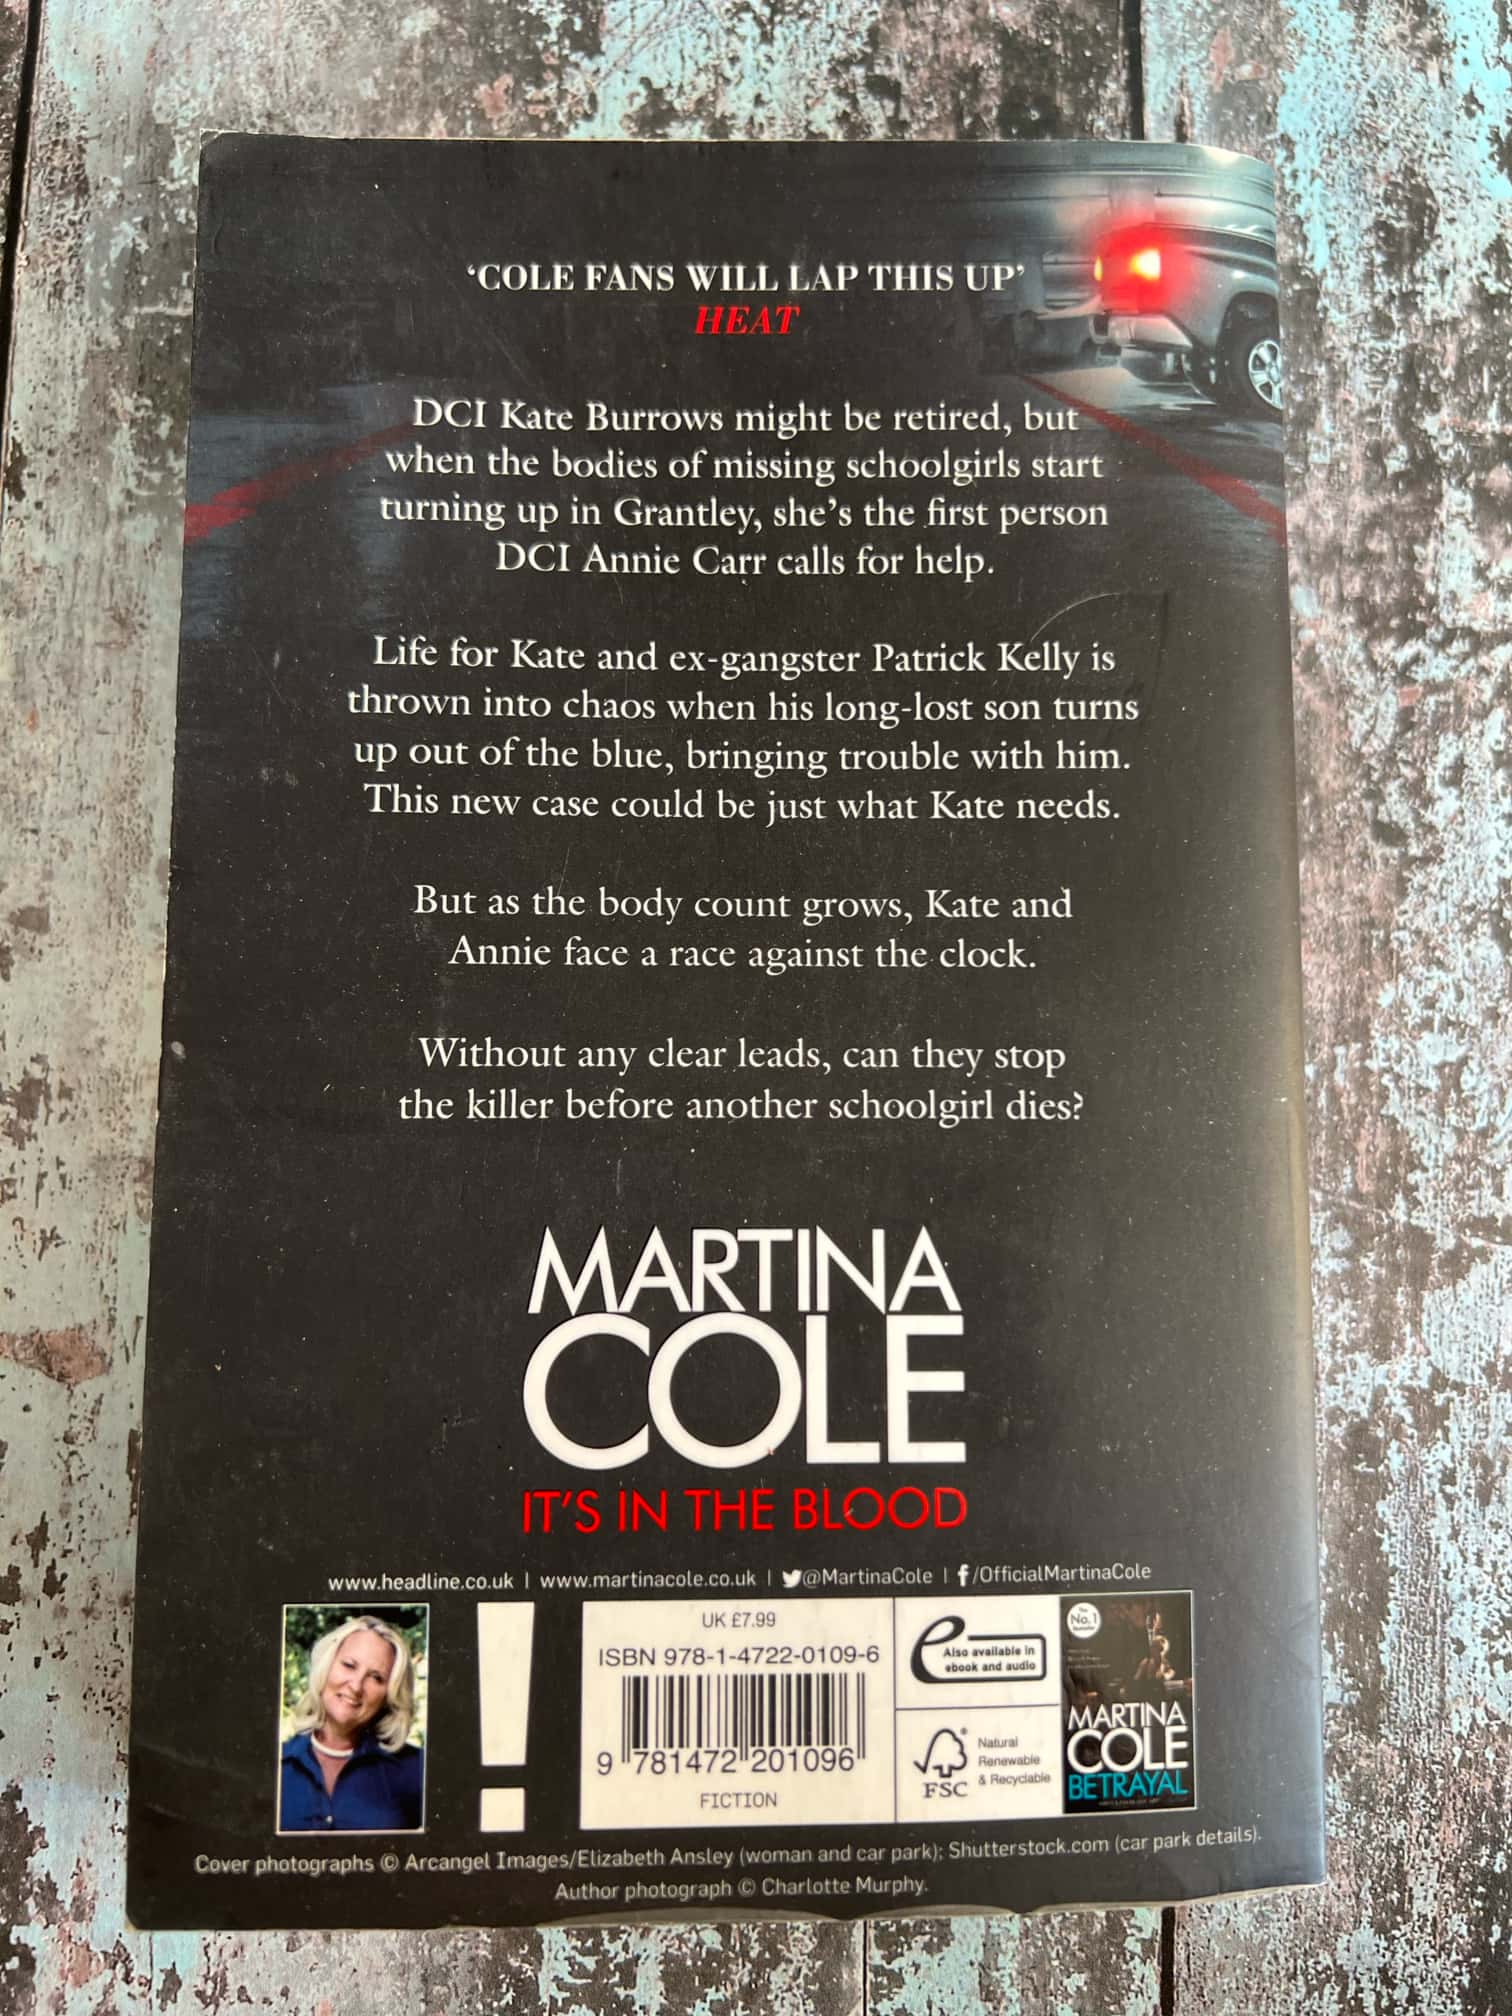 ‘COLE FANS WILL LAP THIS UP’
HEAT
DCI Kate Burrows might be retired, but
when the bodies of missing schoolgirls start
turning up in Grantley, she’s the first person
DCI Annie Carr calls for help.
Life for Kate and ex-gangster Patrick Kelly is
thrown into chaos when his long-lost son turns
up out of the blue, bringing trouble with him.
This new case could be just what Kate needs.
But as the body count grows, Kate and
Annie face a race against the clock.
Without any clear leads, can they stop
the killer before another schoolgirl dies?
MARTINA
COLE
IT’S IN THE BLOOD
www.headline.co.uk | www.martinacole.co.uk | @MartinaCole | f/OfficialMartinaCole
!
UK £7.99
ISBN 978-1-4722-0109-6
9 781472 201096
FICTION
e
Also available in
ebook and audio
FSC
Natural
Renewable
& Recyclable
The
No.1
MARTINA
COLE
BETRAYAL
Cover photographs © Arcangel Images/Elizabeth Ansley (woman and car park); Shutterstock.com (car park details).
Author photograph © Charlotte Murphy.